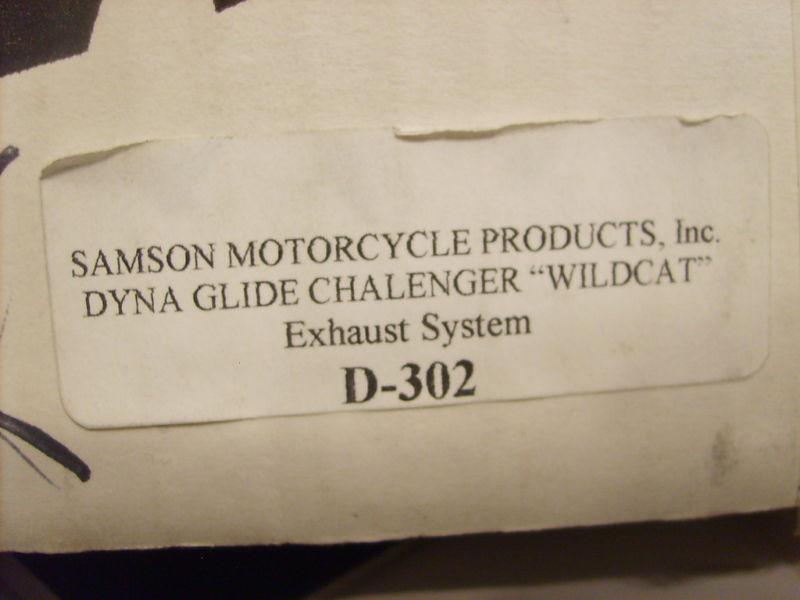 SAMSON MOTORCYCLE PRODUCTS, Inc.
DYNA GLIDE CHALENGER “WILDCAT”
Exhaust System
D-302